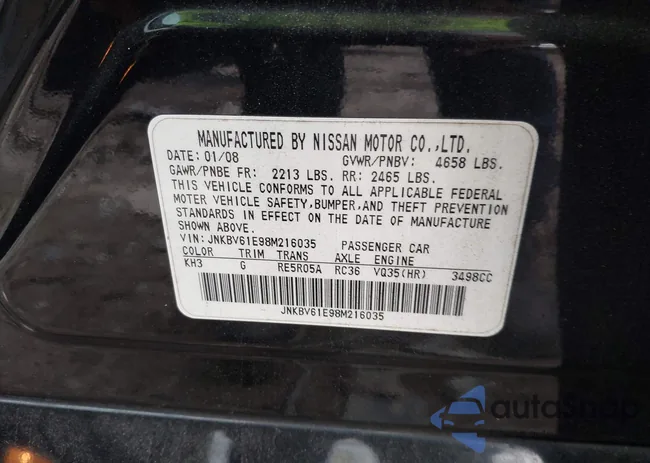 MANUFACTURED BY NISSAN MOTOR CO.,LTD.
DATE: 01/08 GVWR/PNBV: 4658 LBS.
GAWR/PNBE FR: 2213 LBS. RR: 2465 LBS.
THIS VEHICLE CONFORMS TO ALL APPLICABLE FEDERAL
MOTOR VEHICLE SAFETY,BUMPER,AND THEFT PREVENTION
STANDARDS IN EFFECT ON THE DATE OF MANUFACTURE
SHOWN ABOVE.
VIN: JNKBV61E98M216035 PASSENGER CAR
COLOR TRIM TRANS AXLE ENGINE
KH3 G RE5R05A RC36 VQ35(HR) 3498CC
JNKBV61E98M216035
autoSnap